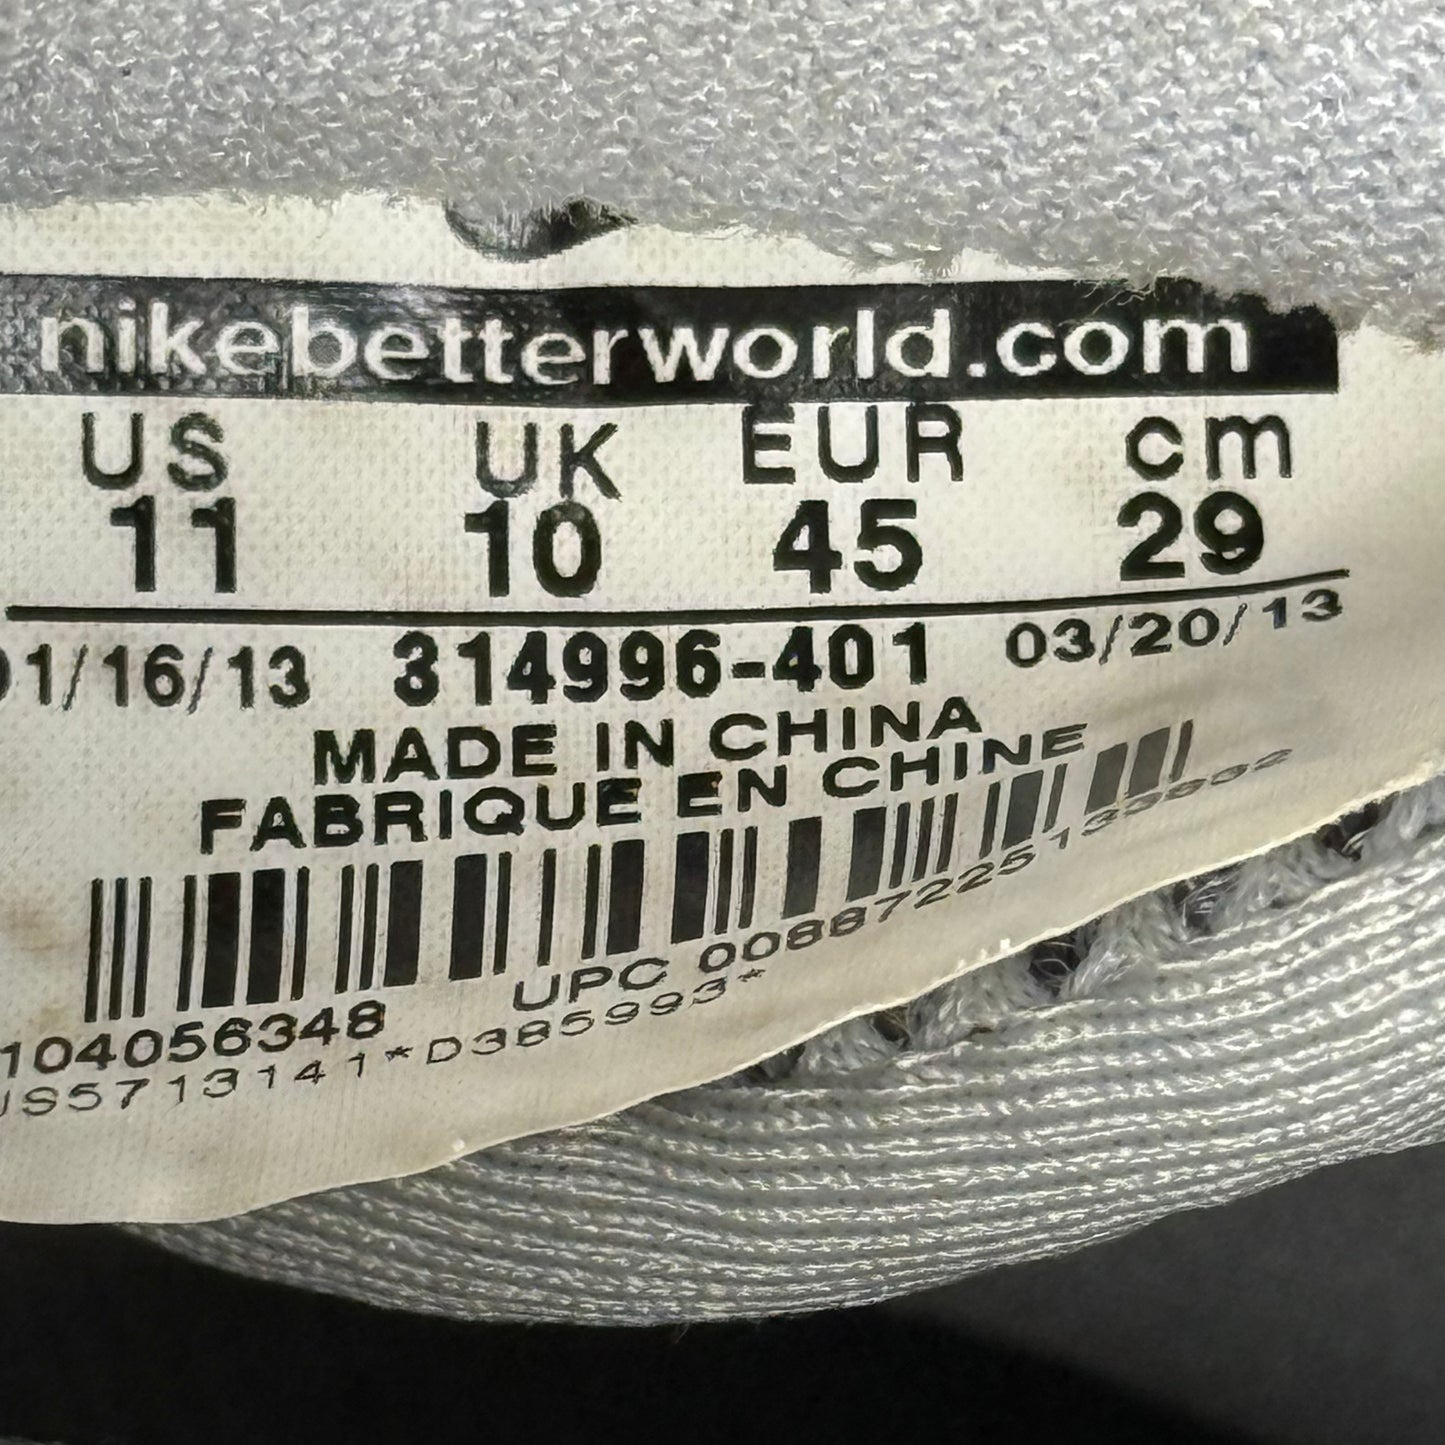 nikebetterworld.com
US UK EUR cm
11 10 45 29
01/16/13 314996-401 03/20/13
MADE IN CHINA
FABRIQUE EN CHINE
104056348 UPC 00887225133932
US5713141*D385993*